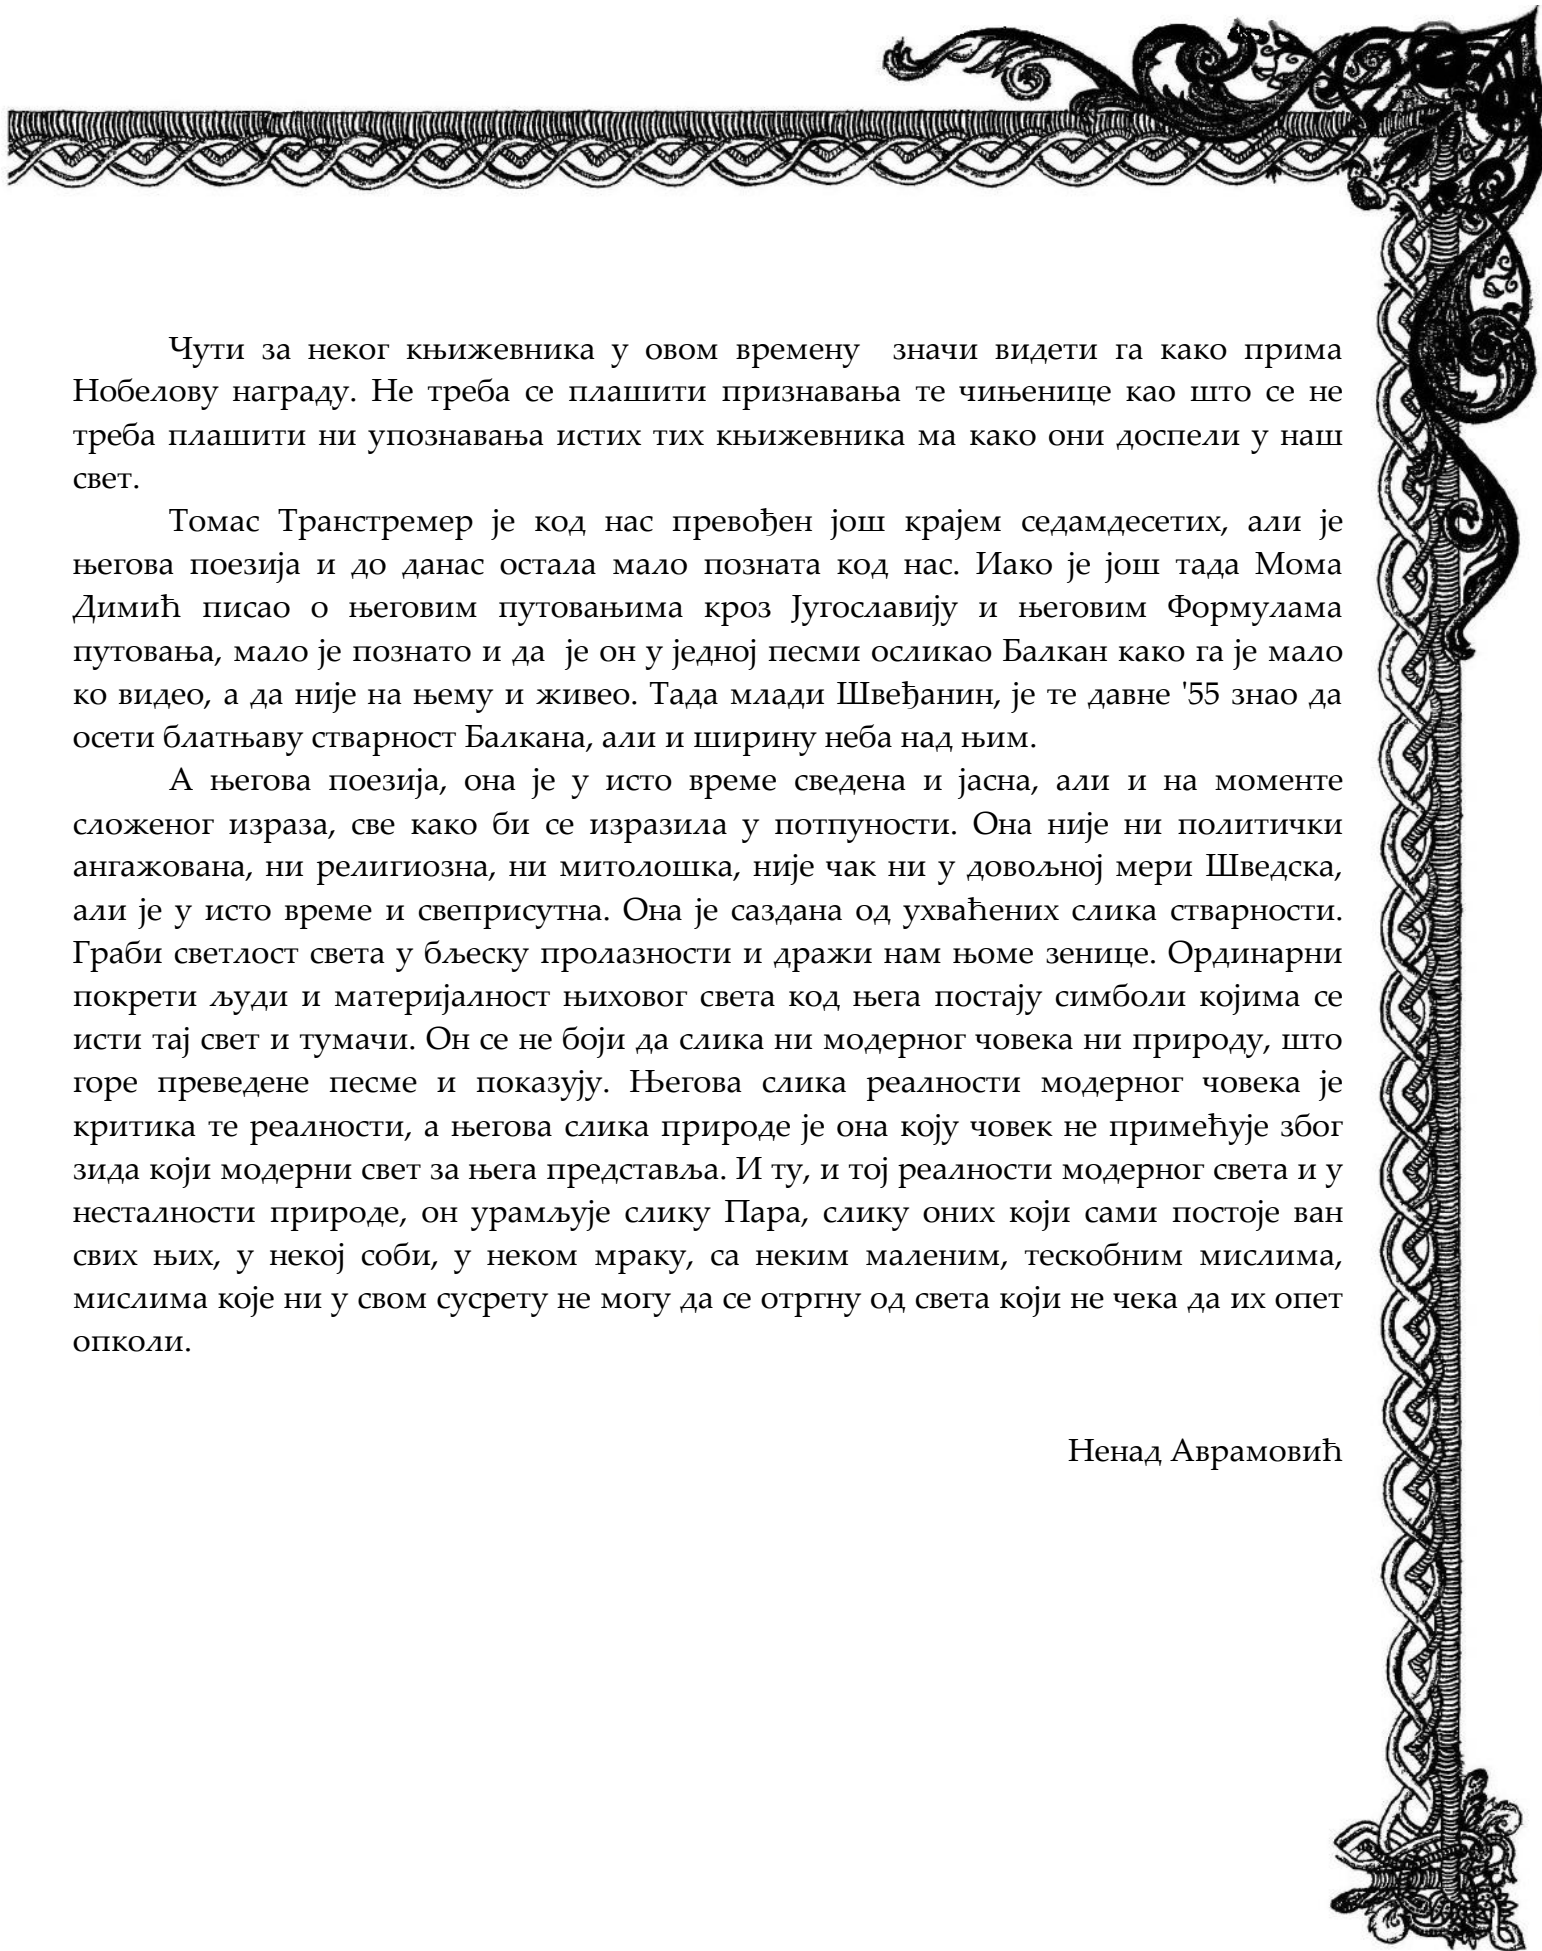 Чути за неког књижевника у овом времену значи видети га како прима
Нобелову награду. Не треба се плашити признавања те чињенице као што се не
треба плашити ни упознавања истих тих књижевника ма како они доспели у наш
свет.
Томас Транстремер је код нас превођен још крајем седамдесетих, али је
његова поезија и до данас остала мало позната код нас. Иако је још тада Мома
Димић писао о његовим путовањима кроз Југославију и његовим Формулама
путовања, мало је познато и да је он у једној песми осликао Балкан како га је мало
ко видео, а да није на њему и живео. Тада млади Швеђанин, је те давне '55 знао да
осети блатњаву стварност Балкана, али и ширину неба над њим.
А његова поезија, она је у исто време сведена и јасна, али и на моменте
сложеног израза, све како би се изразила у потпуности. Она није ни политички
ангажована, ни религиозна, ни митолошка, није чак ни у довољној мери Шведска,
али је у исто време и свеприсутна. Она је саздана од ухваћених слика стварности.
Граби светлост света у бљеску пролазности и дражи нам њоме зенице. Ординарни
покрети људи и материјалност њиховог света код њега постају симболи којима се
исти тај свет и тумачи. Он се не боји да слика ни модерног човека ни природу, што
горе преведене песме и показују. Његова слика реалности модерног човека је
критика те реалности, а његова слика природе је она коју човек не примећује због
зида који модерни свет за њега представља. И ту, и тој реалности модерног света и у
несталности природе, он урамљује слику Пара, слику оних који сами постоје ван
свих њих, у некој соби, у неком мраку, са неким маленим, тескобним мислима,
мислима које ни у свом сусрету не могу да се отргну од света који не чека да их опет
опколи.
Ненад Аврамовић